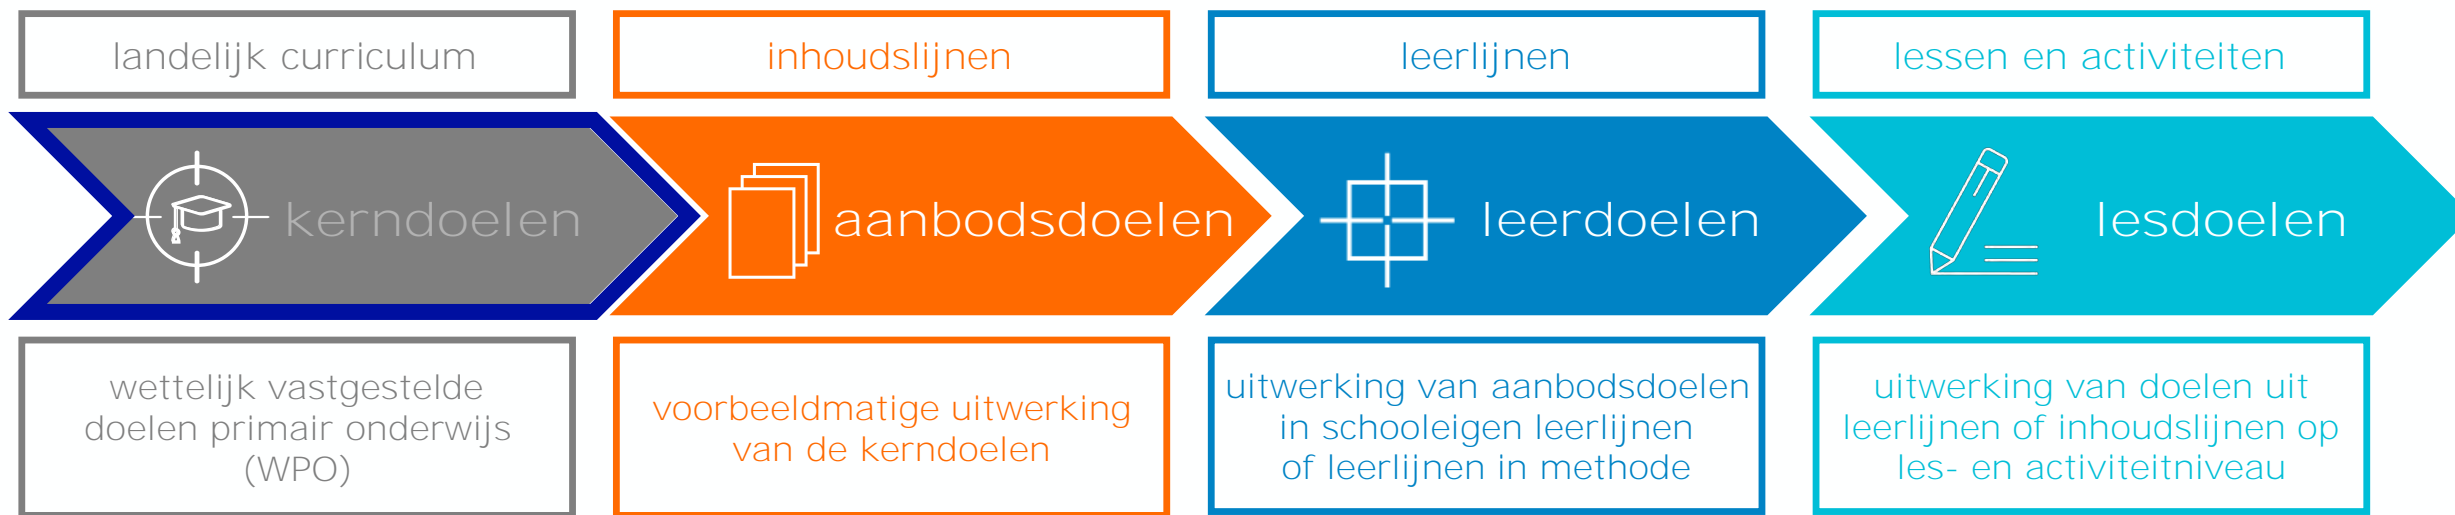 landelijk curriculum
inhoudslijnen
leerlijnen
lessen en activiteiten
kerndoelen
aanbodsdoelen
leerdoelen
lesdoelen
wettelijk vastgestelde
doelen primair onderwijs
(WPO)
voorbeeldmatige uitwerking
van de kerndoelen
uitwerking van aanbodsdoelen
in schooleigen leerlijnen
of leerlijnen in methode
uitwerking van doelen uit
leerlijnen of inhoudslijnen op
les- en activiteitniveau